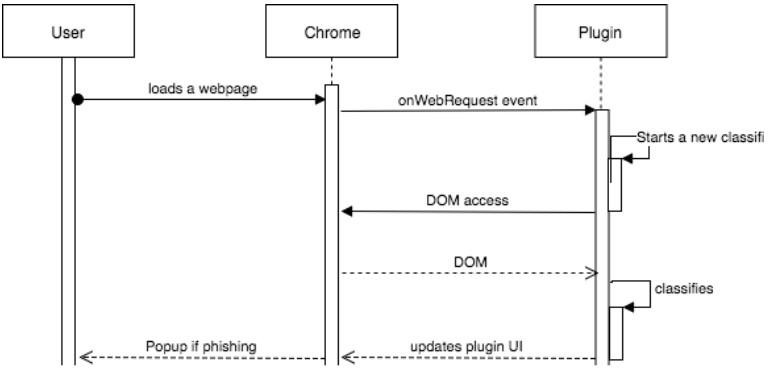 User
Chrome
Plugin
loads a webpage
onWebRequest event
Starts a new classifi
DOM access
DOM
classifies
Popup if phishing
updates plugin UI